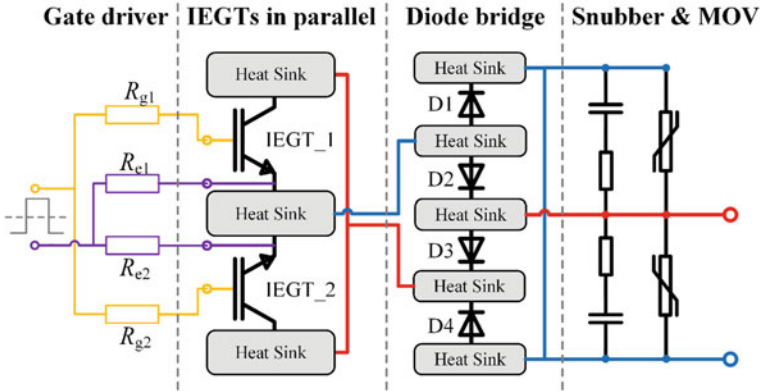 Gate driver
IEGTs in parallel
Diode bridge
Snubber & MOV
Rg1
Re1
Re2
Rg2
Heat Sink
IEGT_1
Heat Sink
IEGT_2
Heat Sink
Heat Sink
D1
Heat Sink
D2
Heat Sink
D3
Heat Sink
D4
Heat Sink